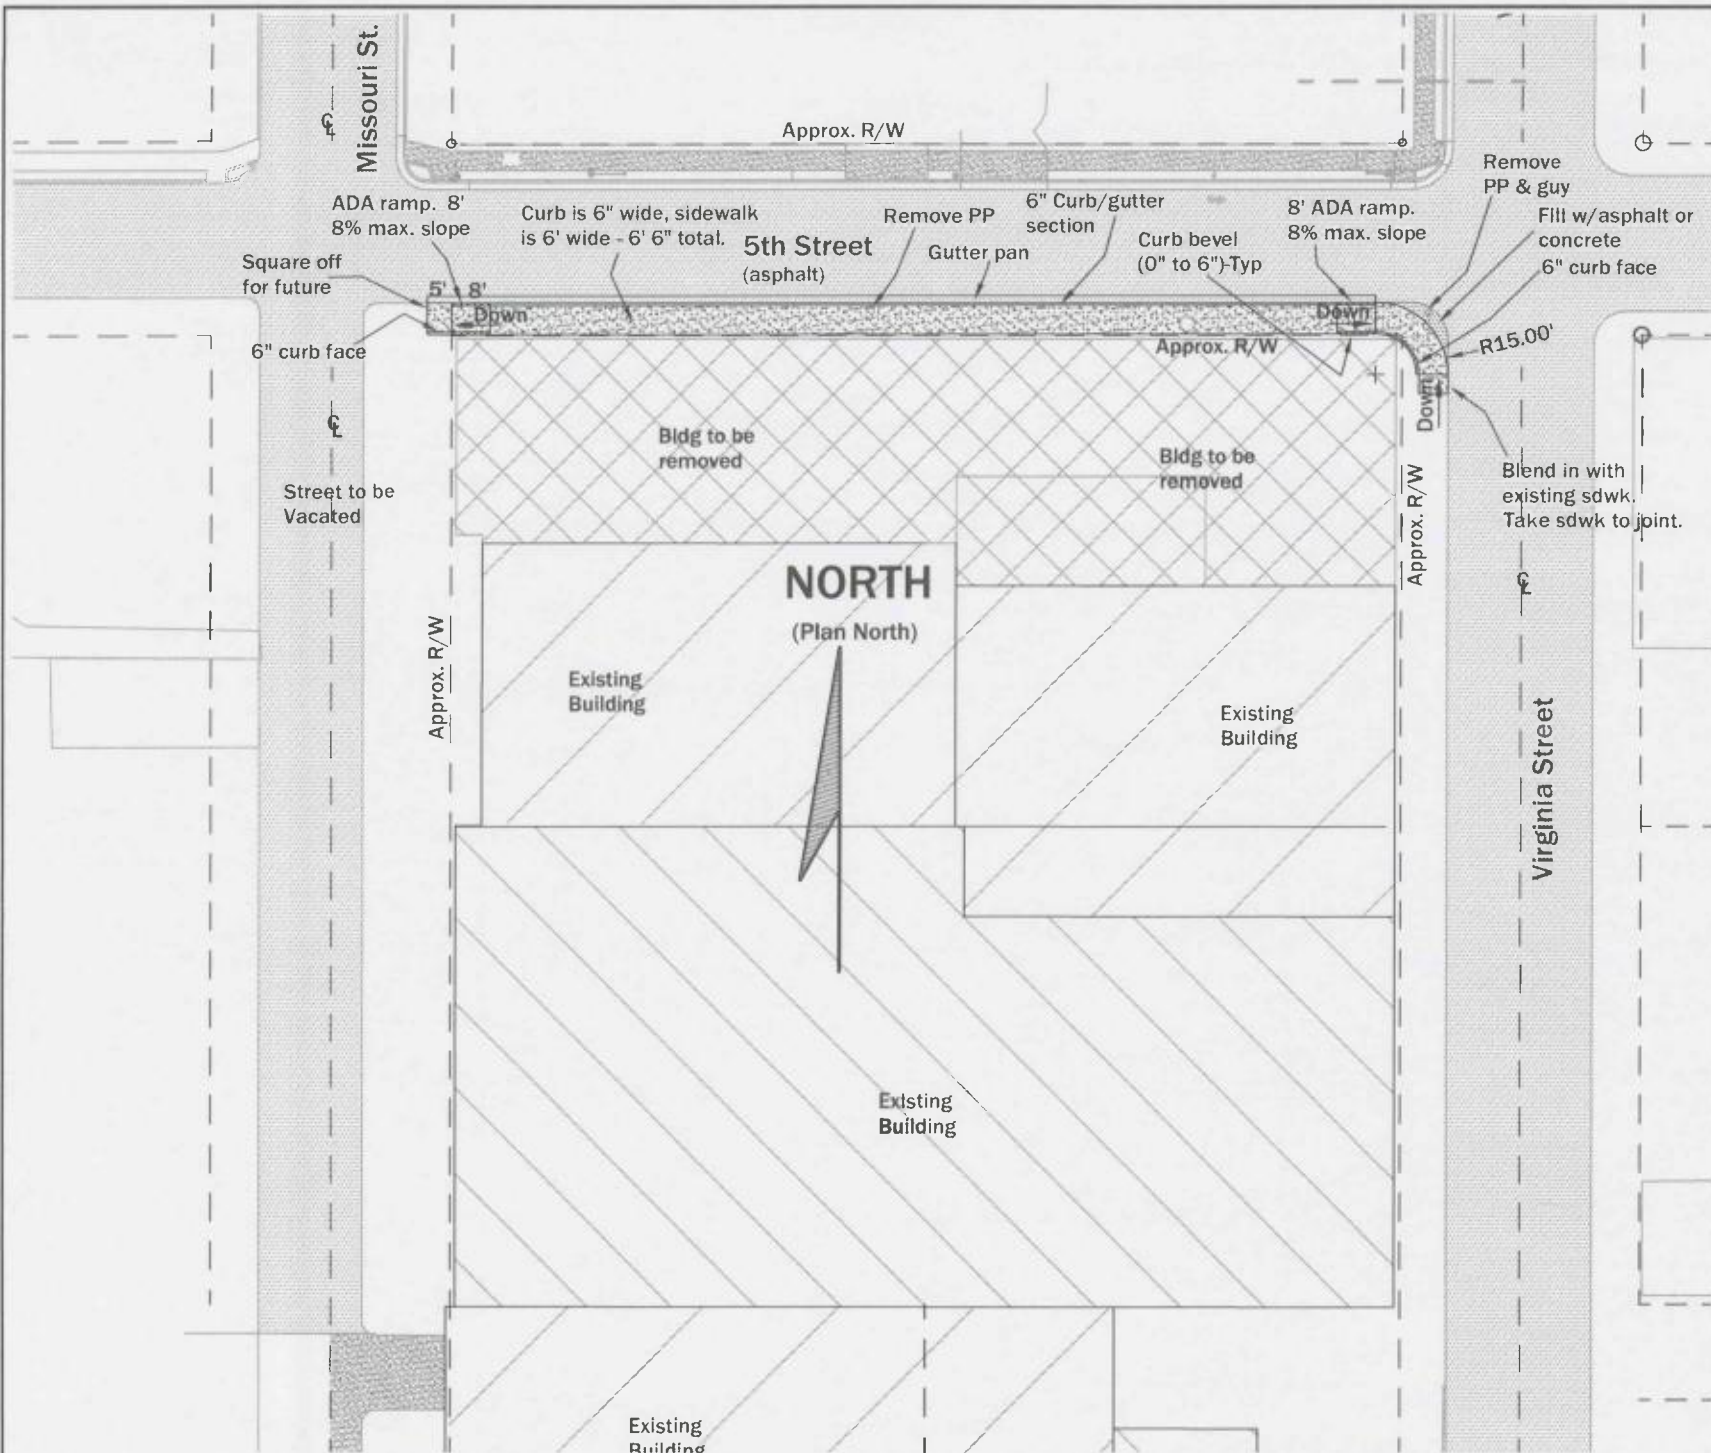 Missouri St.
℄
Approx. R/W
Remove
PP & guy
ADA ramp. 8'
8% max. slope
Curb is 6" wide, sidewalk
is 6' wide - 6' 6" total.
5th Street
(asphalt)
Remove PP
6" Curb/gutter
section
Gutter pan
Curb bevel
(0" to 6")-Typ
8' ADA ramp.
8% max. slope
Fill w/asphalt or
concrete
6" curb face
Square off
for future
5' 8'
Down
Down
6" curb face
Approx. R/W
R15.00'
Down
℄
Bldg to be
removed
Bldg to be
removed
Street to be
Vacated
Approx. R/W
Blend in with
existing sdwk.
Take sdwk to joint.
NORTH
(Plan North)
℄
Approx. R/W
Existing
Building
Existing
Building
Virginia Street
Existing
Building
Existing
Building